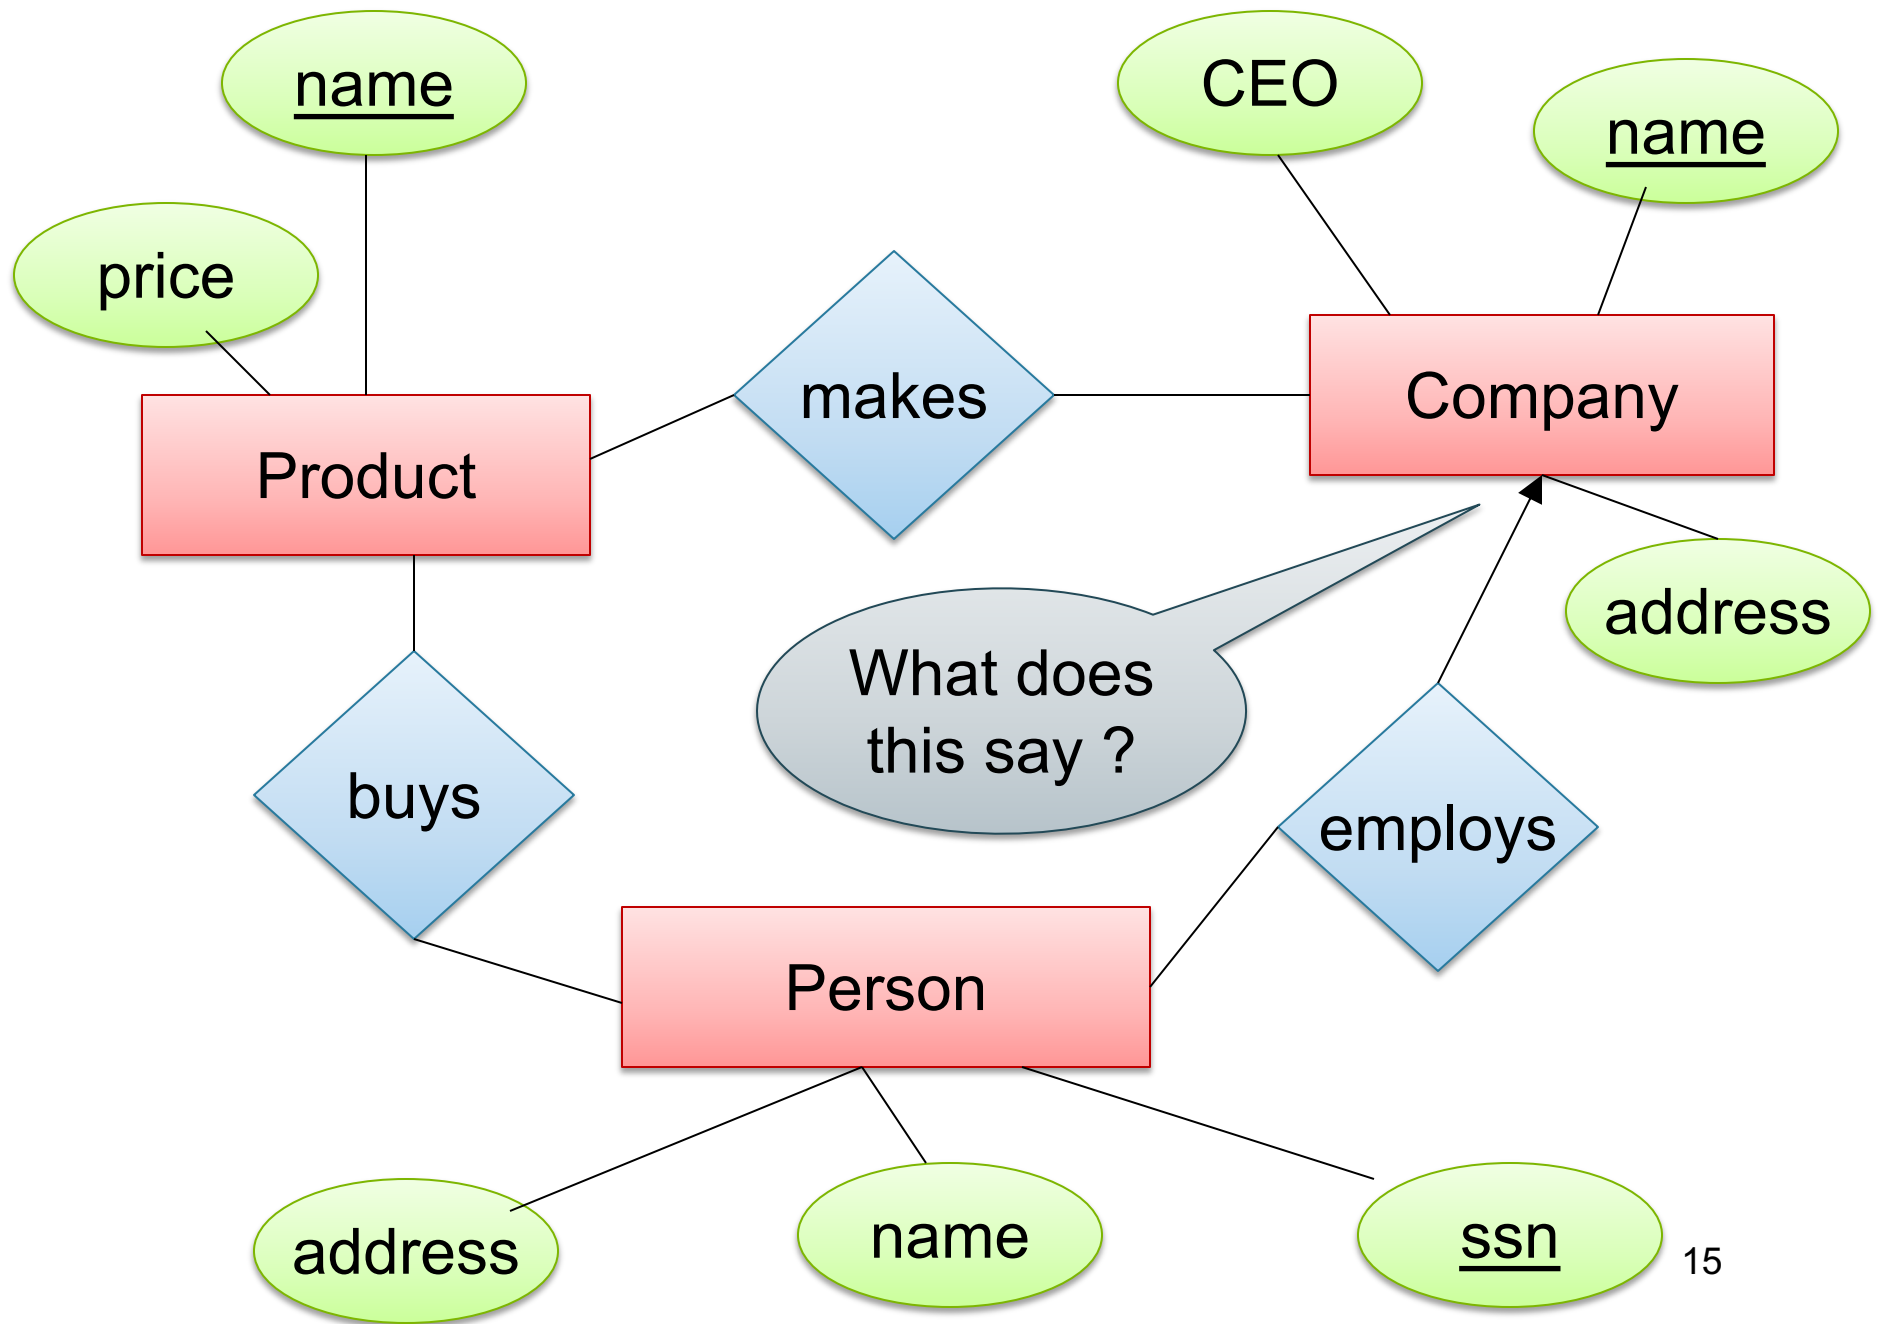 name
CEO
name
price
makes
Company
Product
address
What does
this say ?
buys
employs
Person
address
name
ssn
15